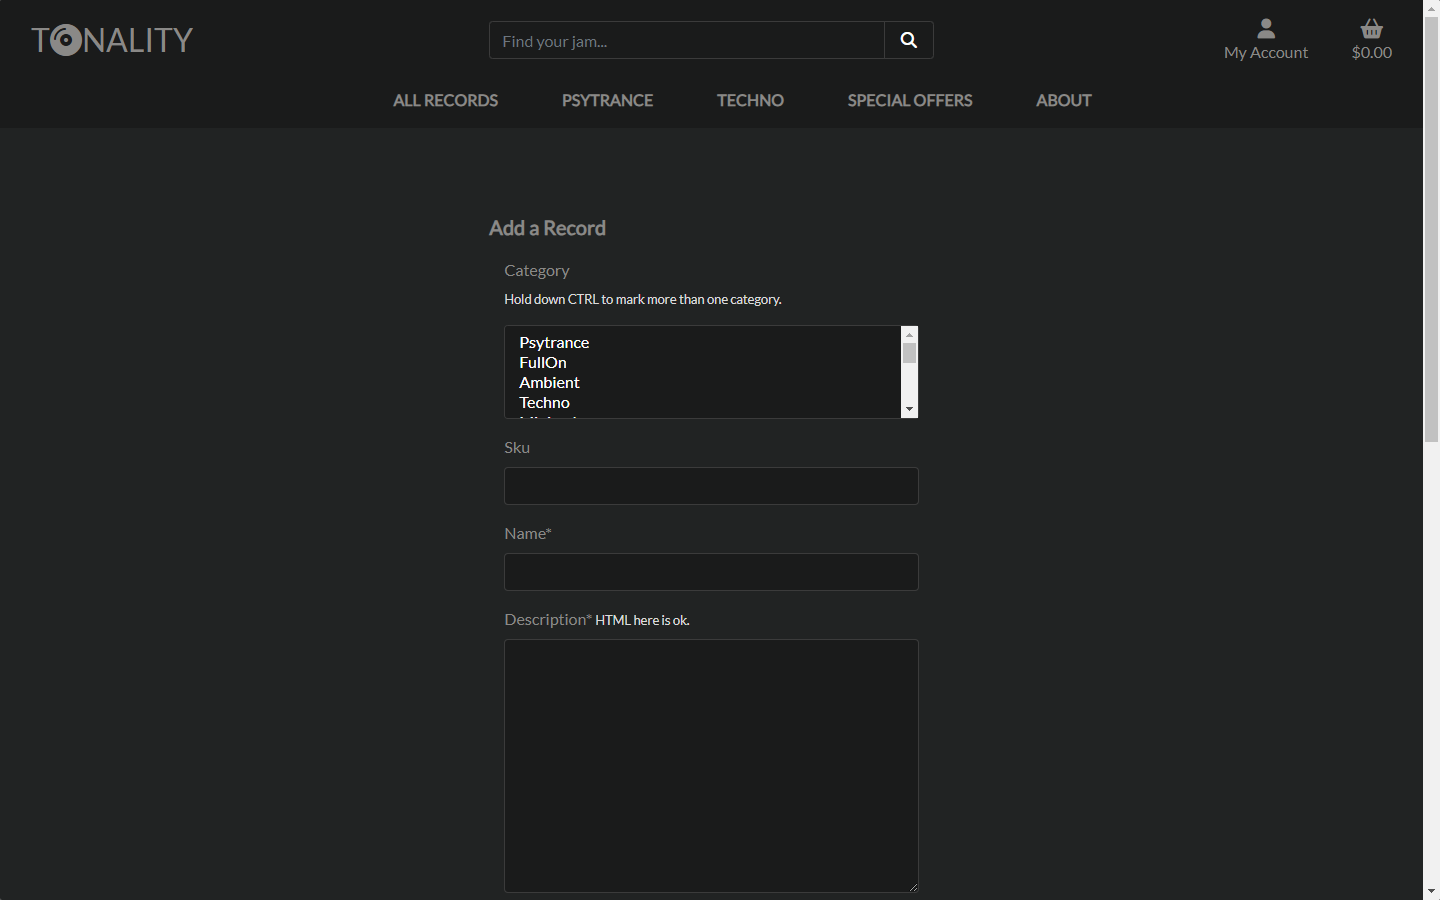 TONALITY
Find your jam...
My Account
$0.00
ALL RECORDS
PSYTRANCE
TECHNO
SPECIAL OFFERS
ABOUT
Add a Record
Category
Hold down CTRL to mark more than one category.
Psytrance
FullOn
Ambient
Techno
Sku
Name*
Description* HTML here is ok.